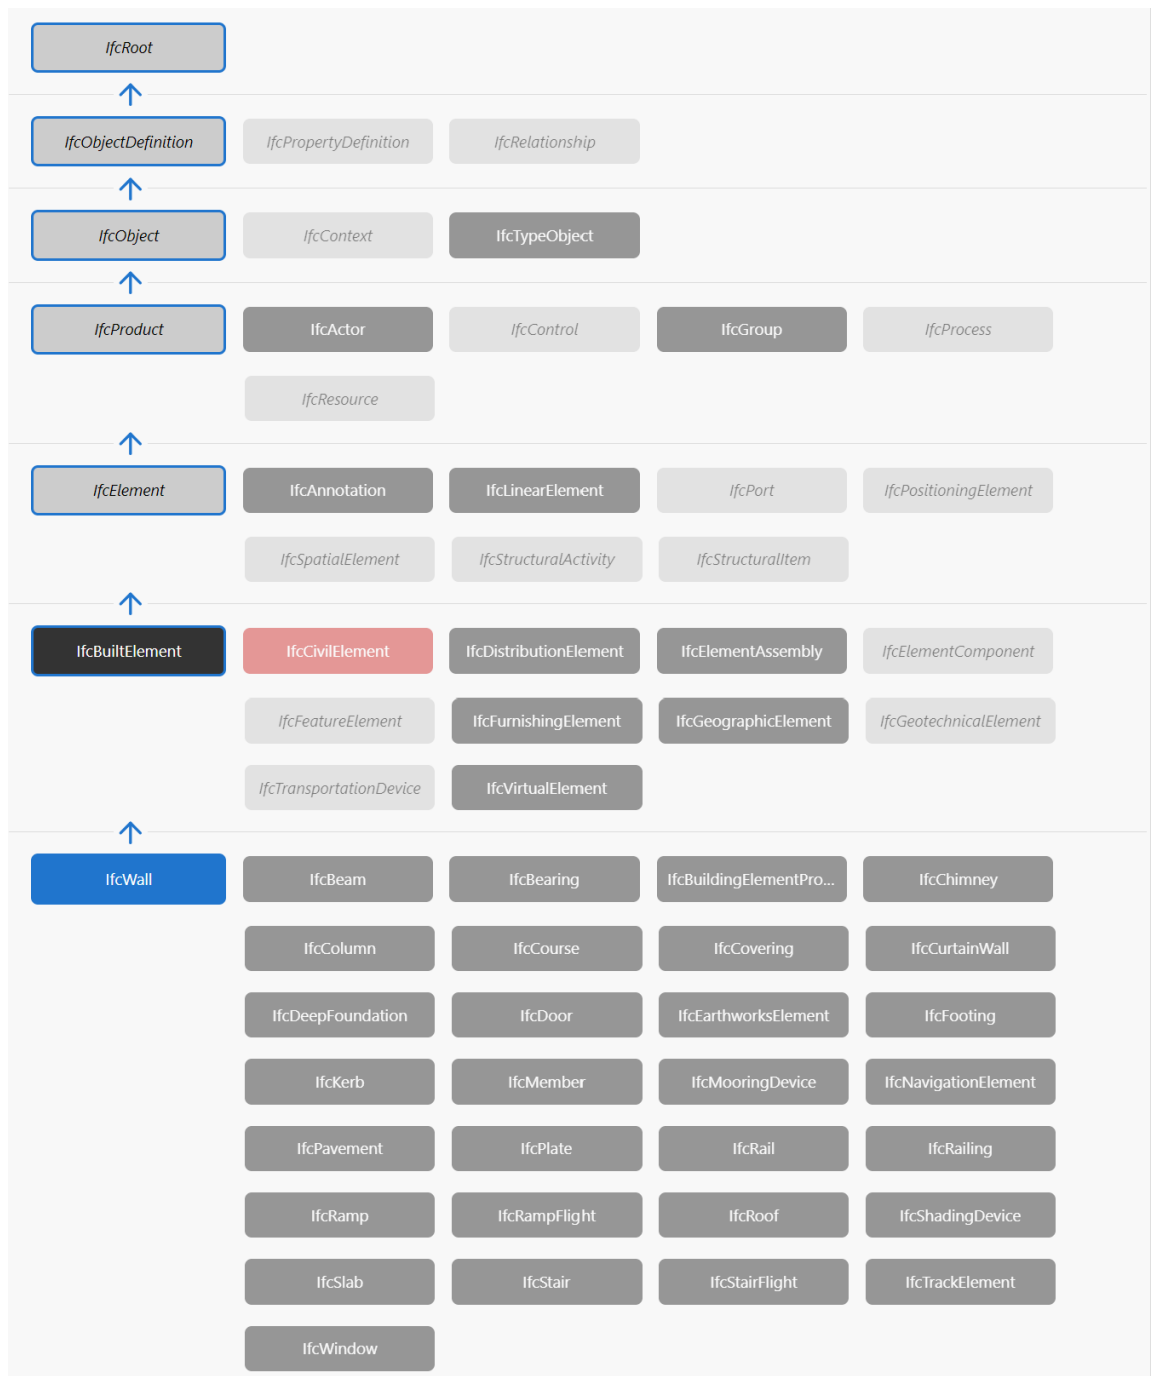 IfcRoot
IfcObjectDefinition IfcPropertyDefinition IfcRelationship
IfcObject IfcContext IfcTypeObject
IfcProduct IfcActor IfcControl IfcGroup IfcProcess
IfcResource
IfcElement IfcAnnotation IfcLinearElement IfcPort IfcPositioningElement
IfcSpatialElement IfcStructuralActivity IfcStructuralItem
IfcBuiltElement IfcCivilElement IfcDistributionElement IfcElementAssembly IfcElementComponent
IfcFeatureElement IfcFurnishingElement IfcGeographicElement IfcGeotechnicalElement
IfcTransportationDevice IfcVirtualElement
IfcWall IfcBeam IfcBearing IfcBuildingElementPro... IfcChimney
IfcColumn IfcCourse IfcCovering IfcCurtainWall
IfcDeepFoundation IfcDoor IfcEarthworksElement IfcFooting
IfcKerb IfcMember IfcMooringDevice IfcNavigationElement
IfcPavement IfcPlate IfcRail IfcRailing
IfcRamp IfcRampFlight IfcRoof IfcShadingDevice
IfcSlab IfcStair IfcStairFlight IfcTrackElement
IfcWindow